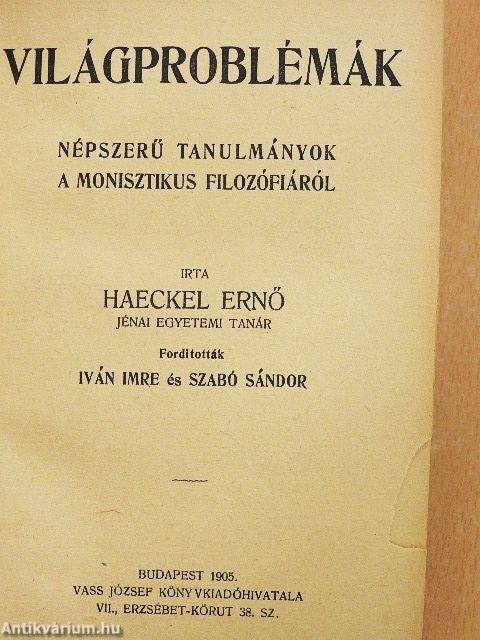 VILÁGPROBLÉMÁK
NÉPSZERŰ TANULMÁNYOK
A MONISZTIKUS FILOZÓFIÁRÓL
IRTA
HAECKEL ERNŐ
JÉNAI EGYETEMI TANÁR
Forditották
IVÁN IMRE és SZABÓ SÁNDOR
BUDAPEST 1905.
VASS JÓZSEF KÖNYVKIADÓHIVATALA
VII., ERZSÉBET-KÖRUT 38. SZ.
Antikvárium.hu